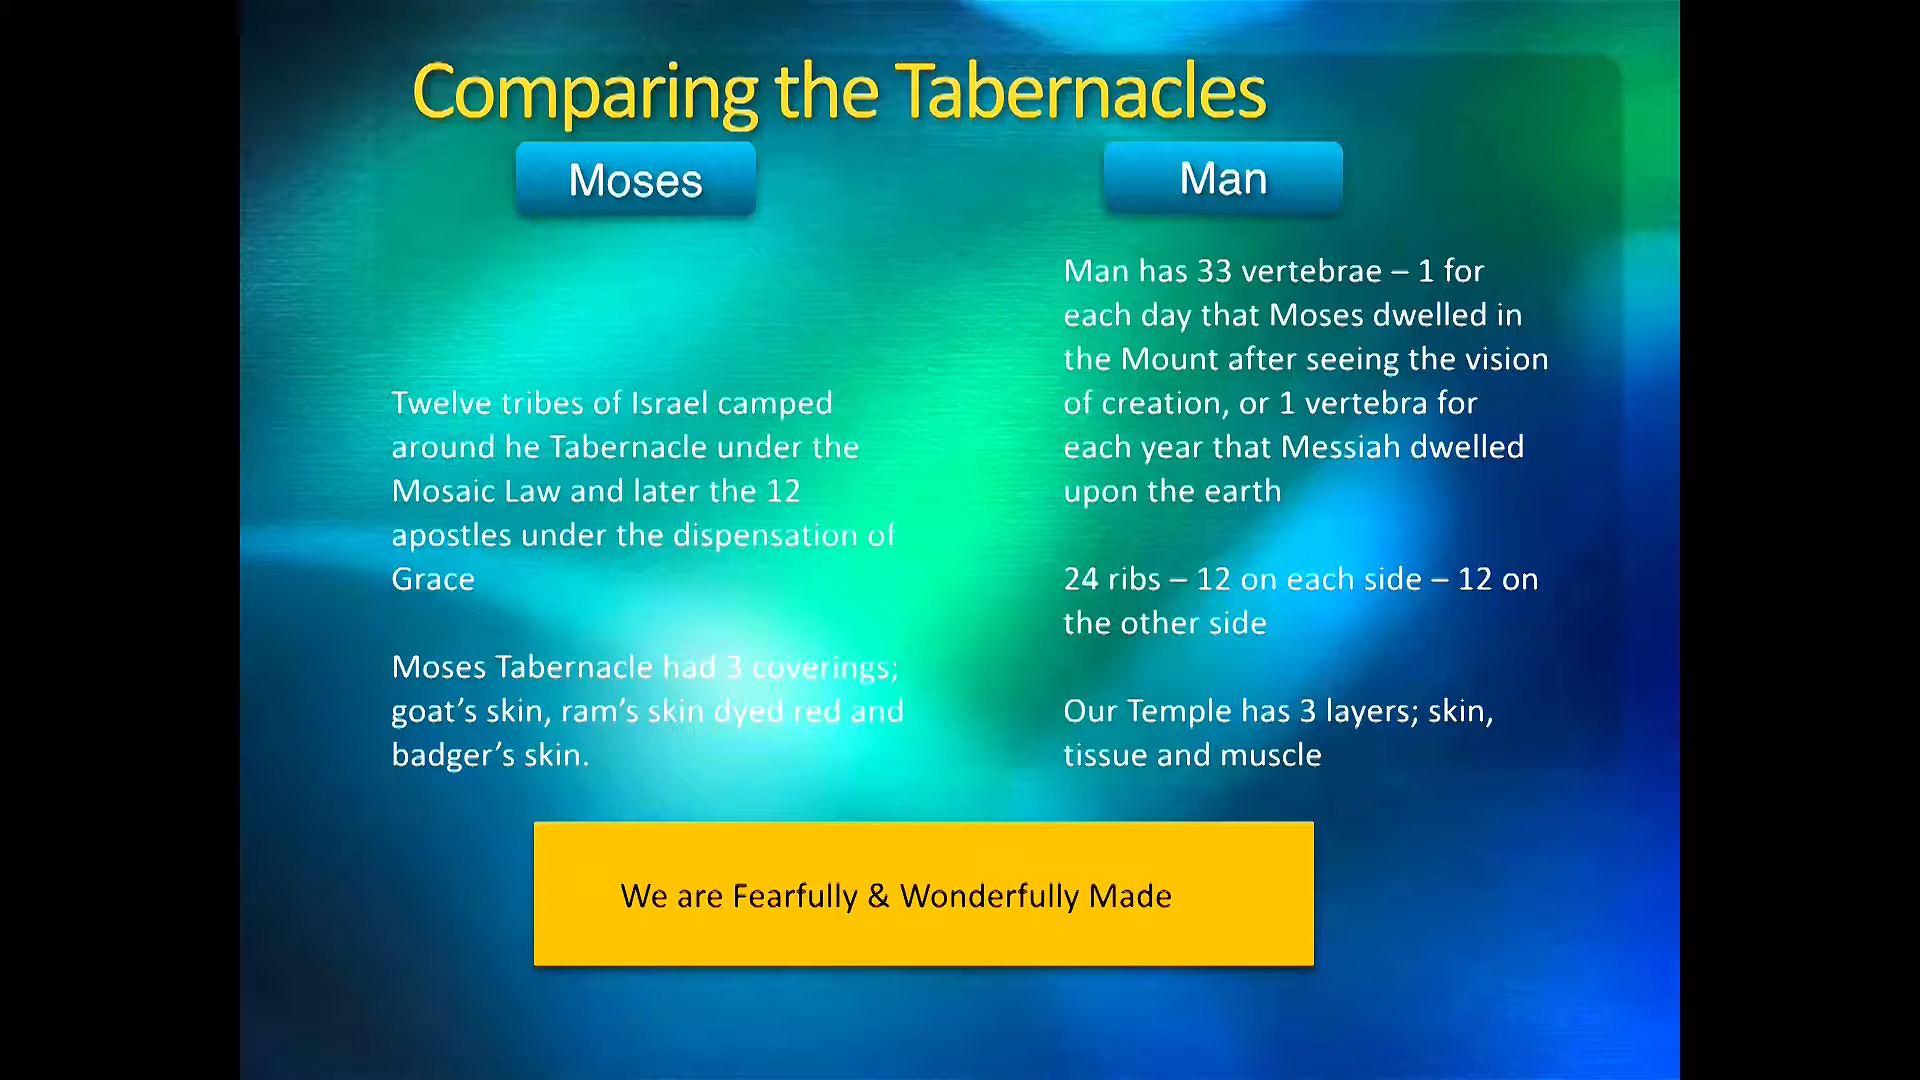 Comparing the Tabernacles
Moses
Twelve tribes of Israel camped
around he Tabernacle under the
Mosaic Law and later the 12
apostles under the dispensation of
Grace
Moses Tabernacle had 3 coverings;
goat’s skin, ram’s skin dyed red and
badger’s skin.
Man
Man has 33 vertebrae – 1 for
each day that Moses dwelled in
the Mount after seeing the vision
of creation, or 1 vertebra for
each year that Messiah dwelled
upon the earth
24 ribs – 12 on each side – 12 on
the other side
Our Temple has 3 layers; skin,
tissue and muscle
We are Fearfully & Wonderfully Made